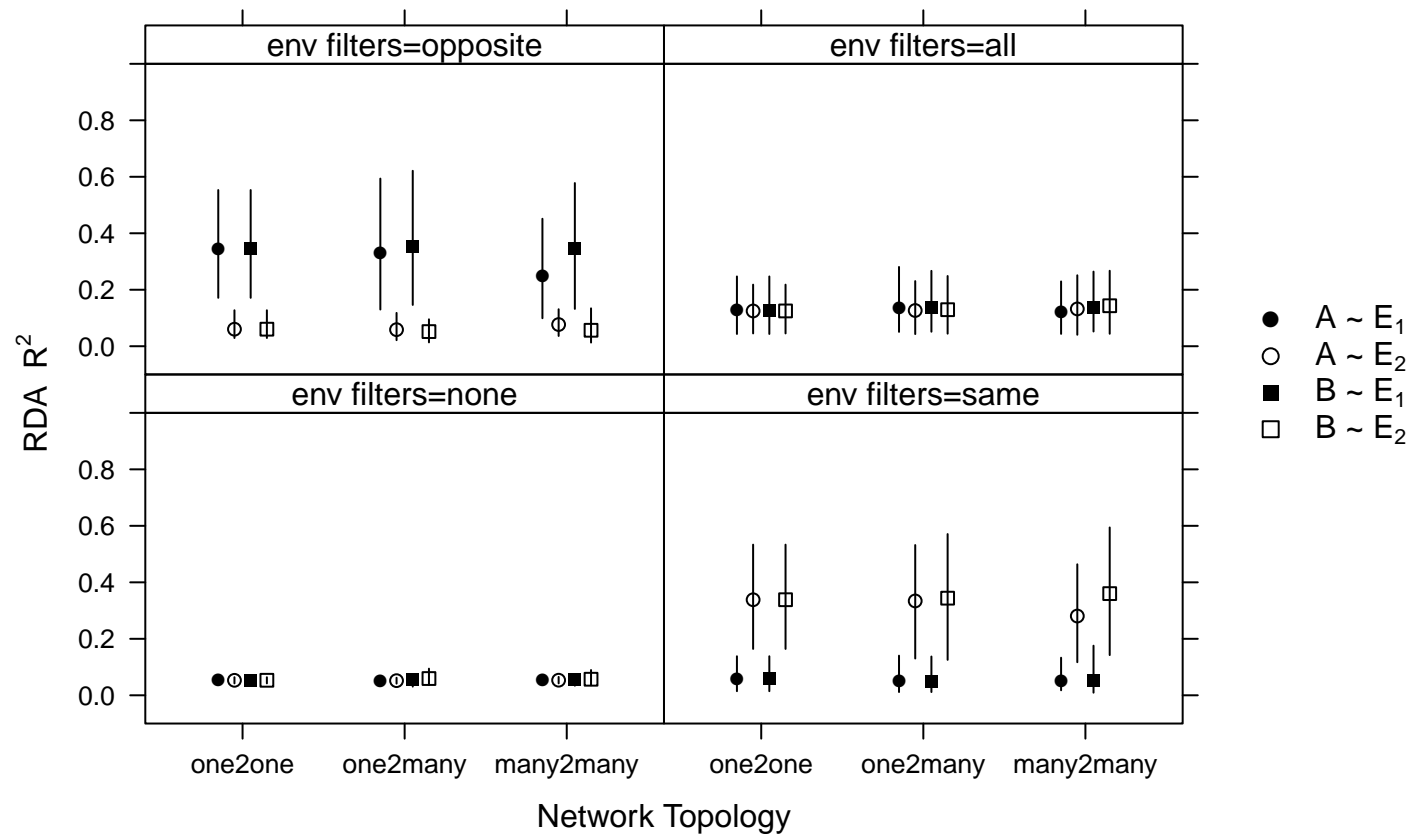 env filters=opposite
env filters=all
0.8
0.6
0.4
0.2
0.0
env filters=none
env filters=same
0.8
0.6
0.4
0.2
0.0
RDA R²
one2one one2many many2many
one2one one2many many2many
Network Topology
A ~ E₁
A ~ E₂
B ~ E₁
B ~ E₂